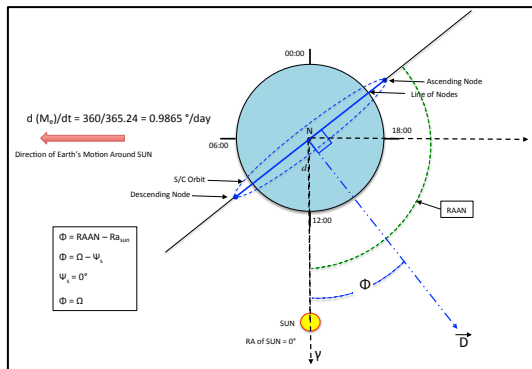 00:00
Ascending Node
Line of Nodes
d (Mₑ)/dt = 360/365.24 = 0.9865 °/day
N
06:00
18:00
Direction of Earth's Motion Around SUN
S/C Orbit
d
Descending Node
RAAN
12:00
Φ = RAAN – Ra_sun
Φ = Ω – Ψₛ
Ψₛ = 0°
Φ = Ω
Φ
SUN
RA of SUN = 0°
γ
D